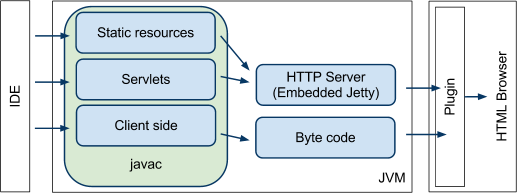 IDE
Static resources
Servlets
Client side
javac
HTTP Server
(Embedded Jetty)
Byte code
JVM
Plugin
HTML Browser